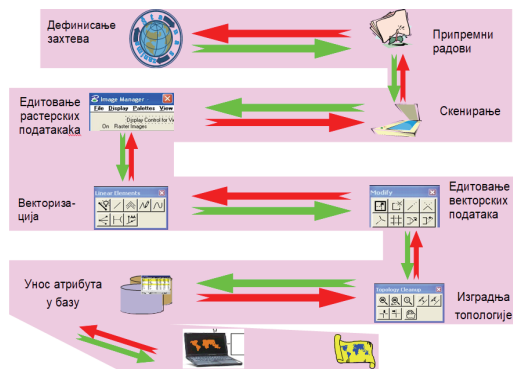 Дефинисање
захтева
Припремни
радови
Едитовање
растерских
податакака
Image Manager
File Display Palettes View
Display Control for Vi
On Raster Images
Скенирање
Векториза-
ција
Linear Elements
Modify
Едитовање
векторских
података
Унос атрибута
у базу
Topology Cleanup
Изградња
топологије